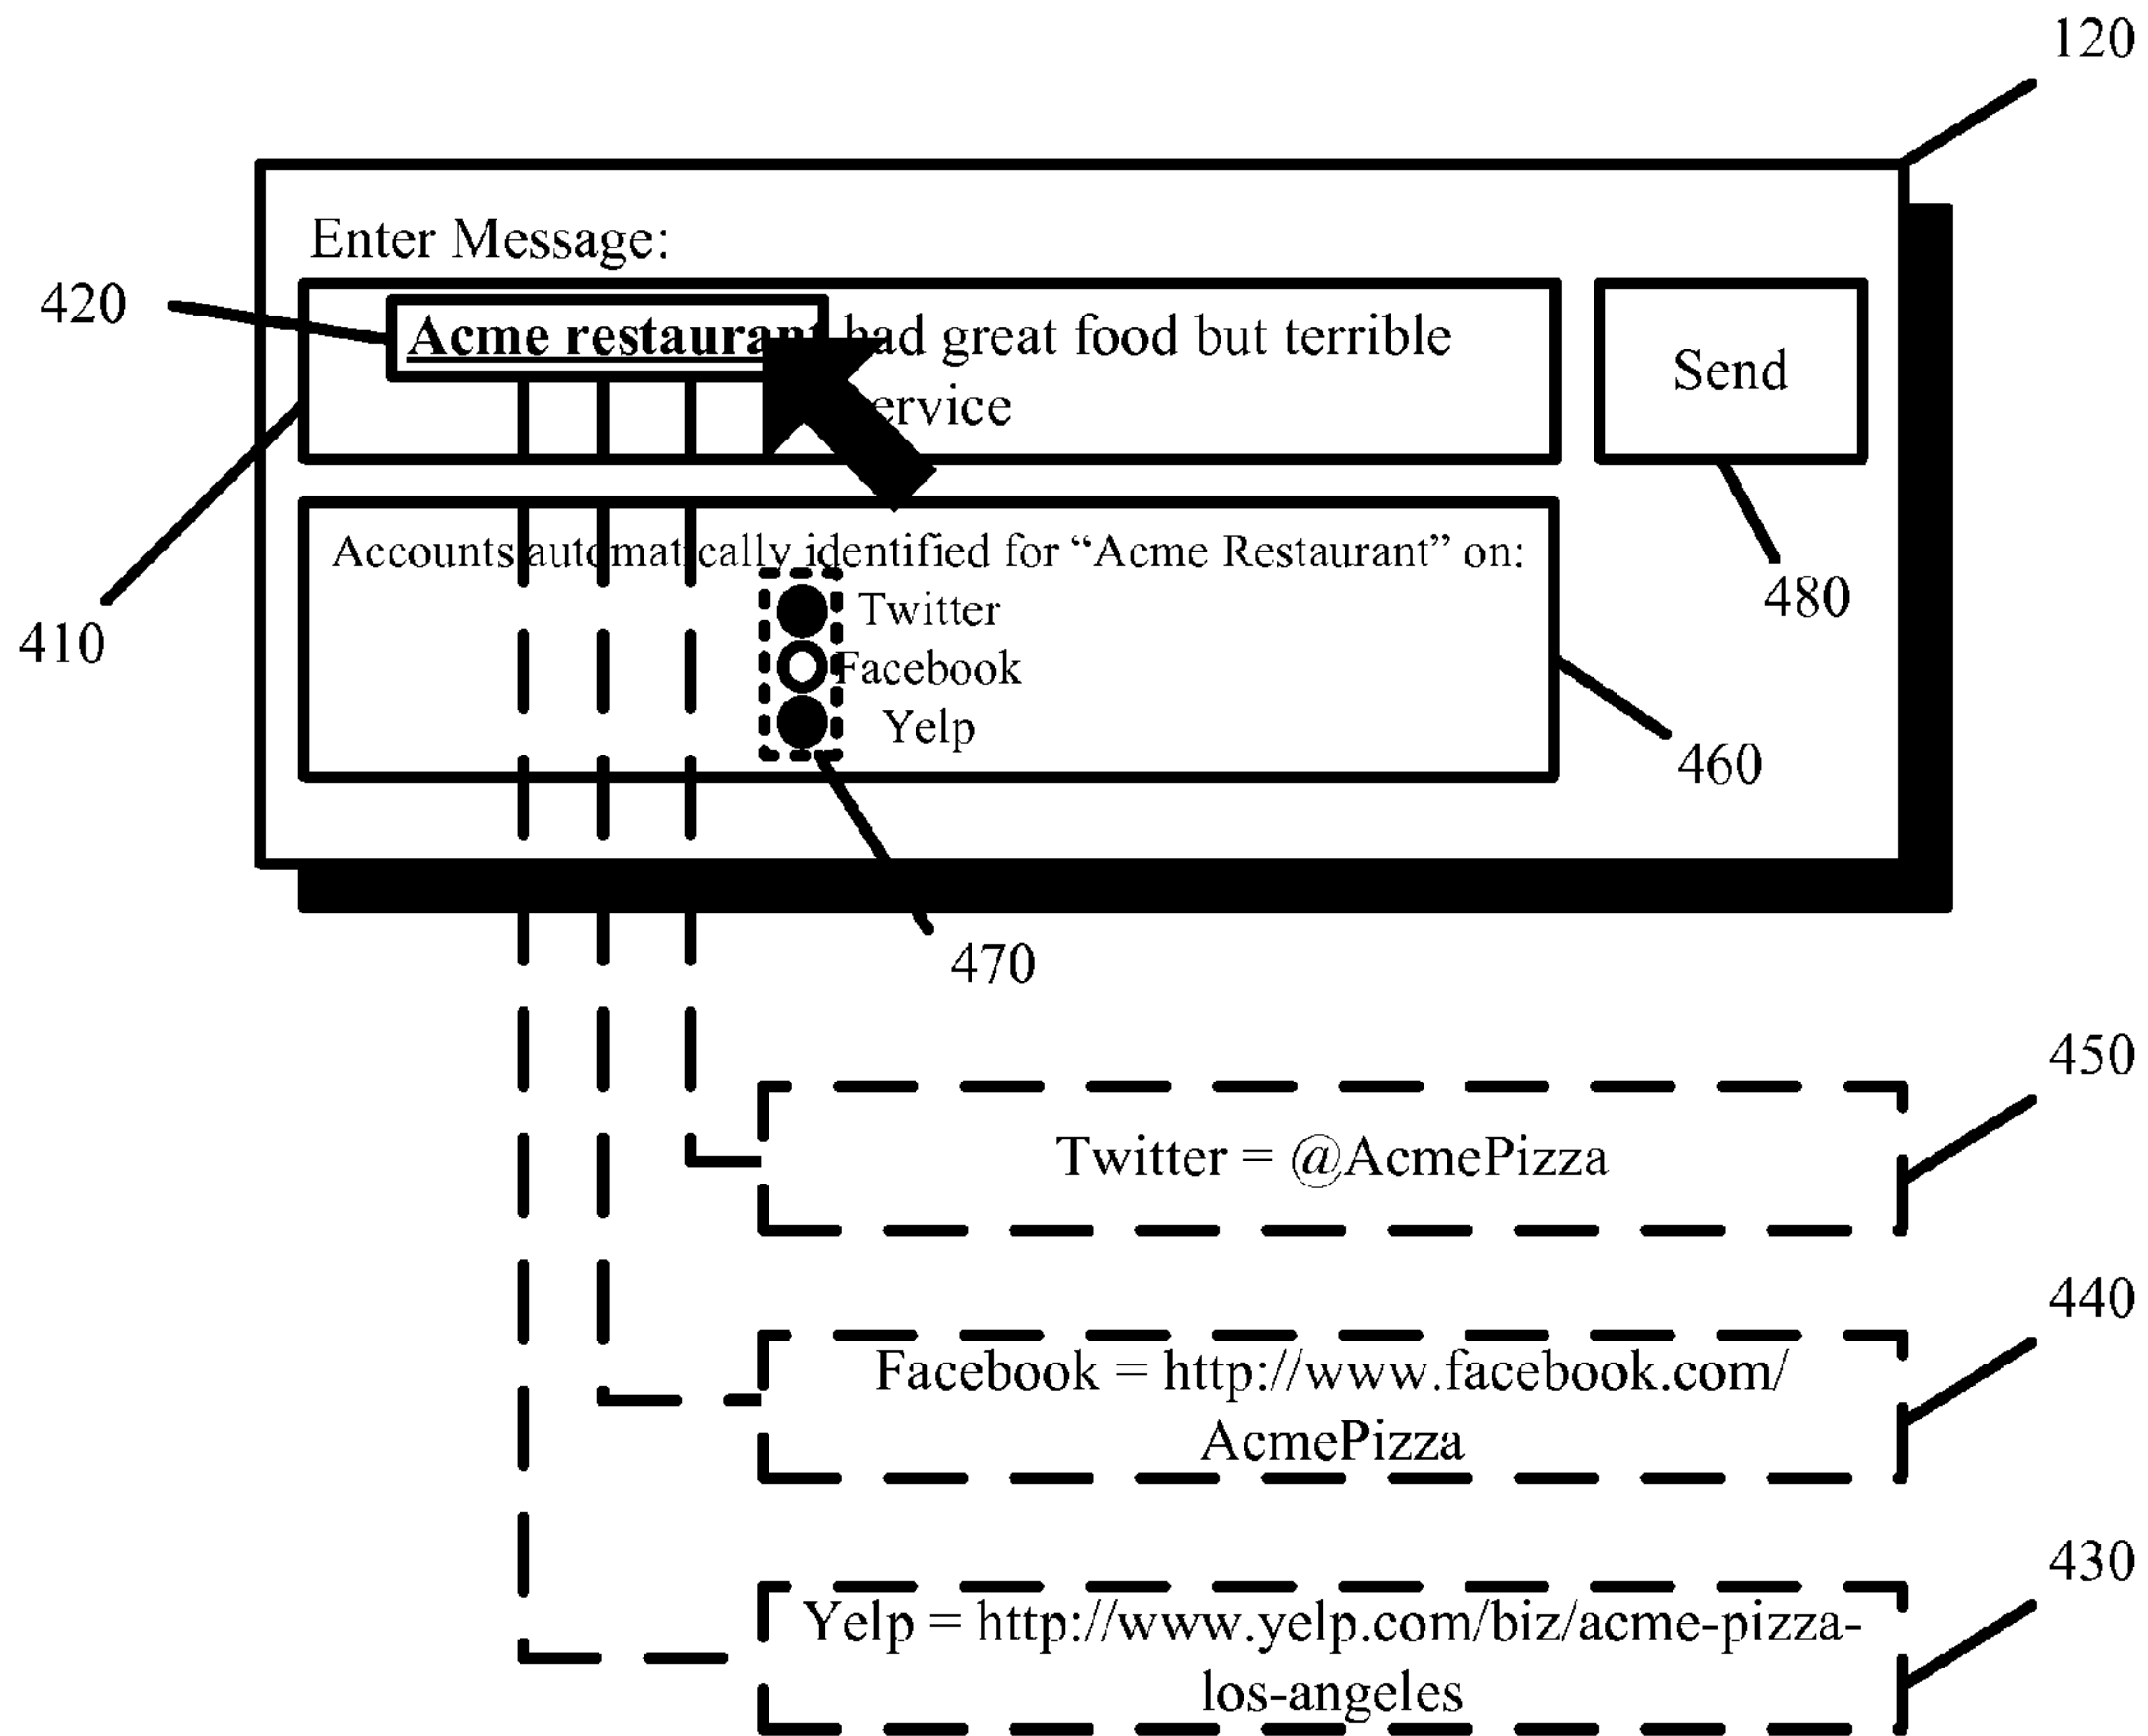 120
Enter Message:
420
Acme restaurant had great food but terrible
service
Send
Accounts automatically identified for “Acme Restaurant” on:
480
Twitter
410
Facebook
Yelp
460
470
450
Twitter = @AcmePizza
440
Facebook = http://www.facebook.com/
AcmePizza
430
Yelp = http://www.yelp.com/biz/acme-pizza-
los-angeles